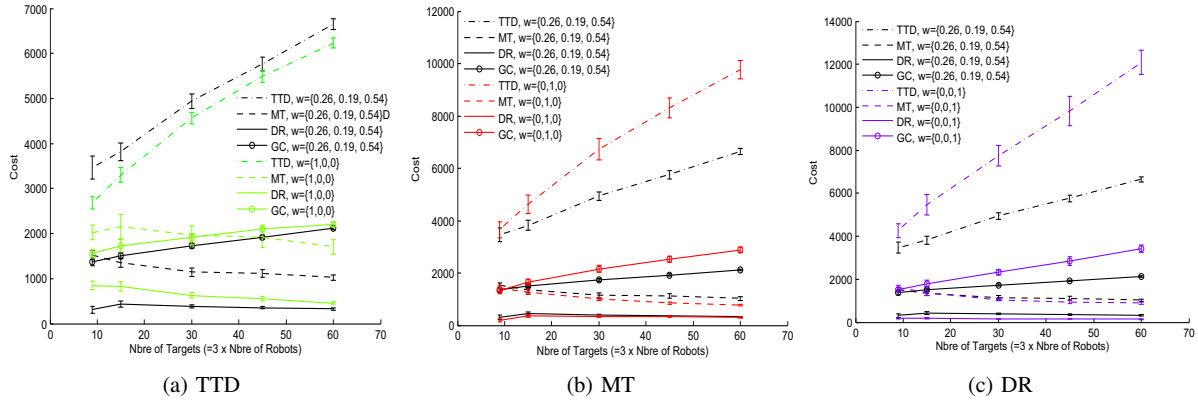 7000
6000
5000
4000
3000
2000
1000
0
Cost
0 10 20 30 40 50 60 70
Nbre of Targets (=3 x Nbre of Robots)
TTD, w={0.26, 0.19, 0.54}
MT, w={0.26, 0.19, 0.54}D
DR, w={0.26, 0.19, 0.54}
GC, w={0.26, 0.19, 0.54}
TTD, w={1,0,0}
MT, w={1,0,0}
DR, w={1,0,0}
GC, w={1,0,0}
(a) TTD
12000
10000
8000
6000
4000
2000
0
Cost
0 10 20 30 40 50 60 70
Nbre of Targets (=3 x Nbre of Robots)
TTD, w={0.26, 0.19, 0.54}
MT, w={0.26, 0.19, 0.54}
DR, w={0.26, 0.19, 0.54}
GC, w={0.26, 0.19, 0.54}
TTD, w={0,1,0}
MT, w={0,1,0}
DR, w={0,1,0}
GC, w={0,1,0}
(b) MT
14000
12000
10000
8000
6000
4000
2000
0
Cost
0 10 20 30 40 50 60 70
Nbre of Targets (=3 x Nbre of Robots)
TTD, w={0.26, 0.19, 0.54}
MT, w={0.26, 0.19, 0.54}
DR, w={0.26, 0.19, 0.54}
GC, w={0.26, 0.19, 0.54}
TTD, w={0,0,1}
MT, w={0,0,1}
DR, w={0,0,1}
GC, w={0,0,1}
(c) DR